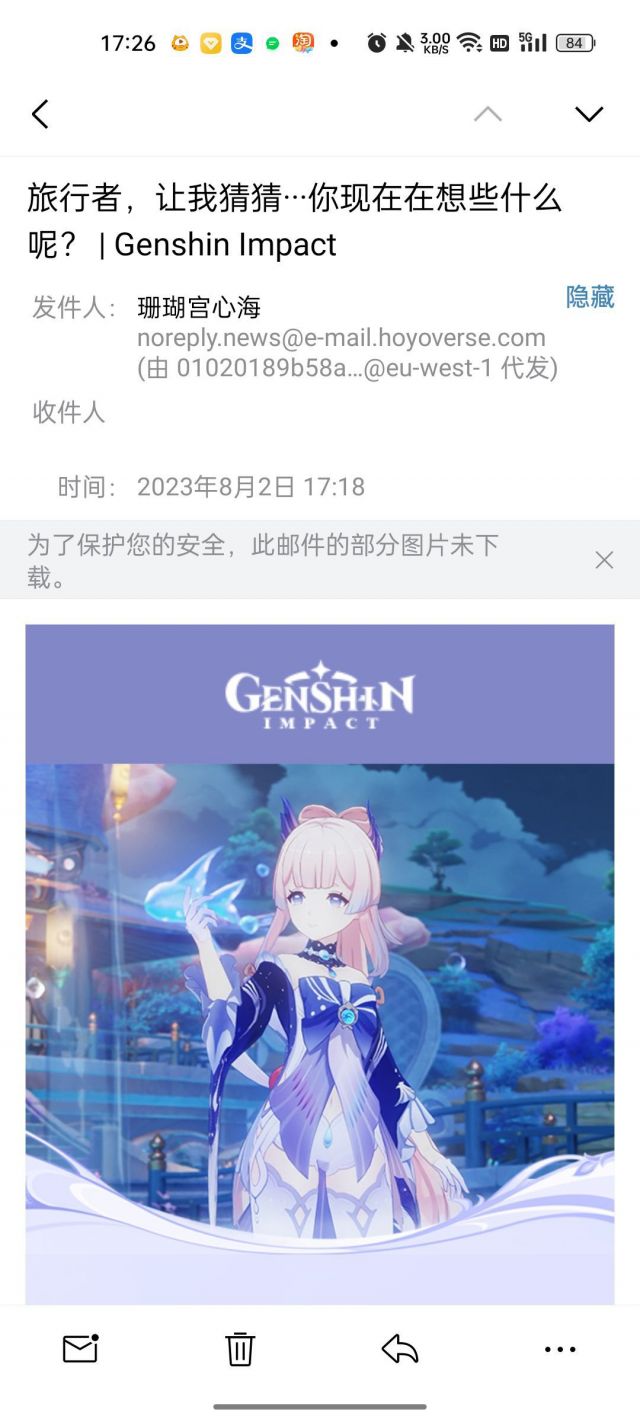 17:26
淘
3.00
KB/S
HD
5G
84
旅行者，让我猜猜…你现在在想些什么
呢？ | Genshin Impact
发件人： 珊瑚宫心海
隐藏
noreply.news@e-mail.hoyoverse.com
(由 01020189b58a...@eu-west-1 代发)
收件人
时间： 2023年8月2日 17:18
为了保护您的安全，此邮件的部分图片未下
载。
GENSHIN
IMPACT